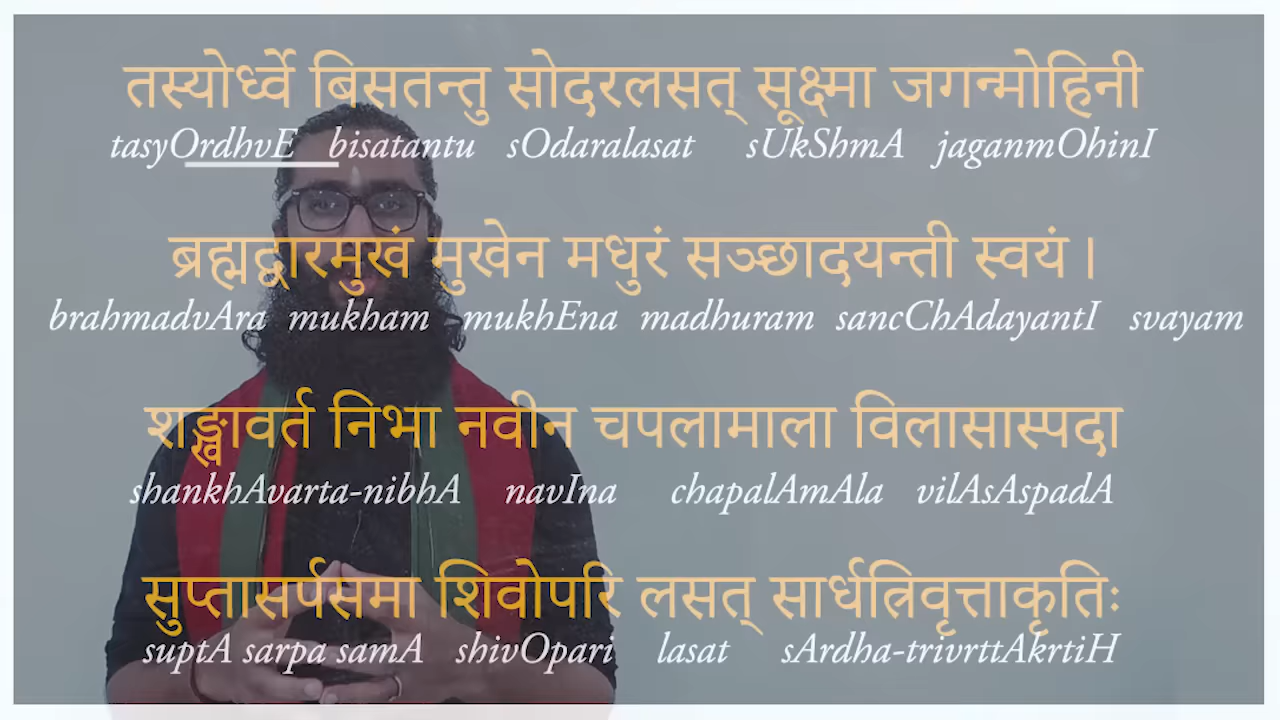 तस्योर्ध्वे बिसतन्तु सोदरलसत् सूक्ष्मा जगन्मोहिनी
tasyOrdhvE bisatantu sOdaralasat sUkShmA jaganmOhinI
ब्रह्मद्वारमुखं मुखेन मधुरं सञ्छादयन्ती स्वयं ।
brahmadvAra mukham mukhEna madhuram sancChAdayantI svayam
शङ्खावर्त निभा नवीन चपलामाला विलासास्पदा
shankhAvarta-nibhA navIna chapalAmAla vilAsAspadA
सुप्तासर्पसमा शिवोपरि लसत् सार्धत्रिवृत्ताकृतिः
suptA sarpa samA shivOpari lasat sArdha-trivrttAkrtiH